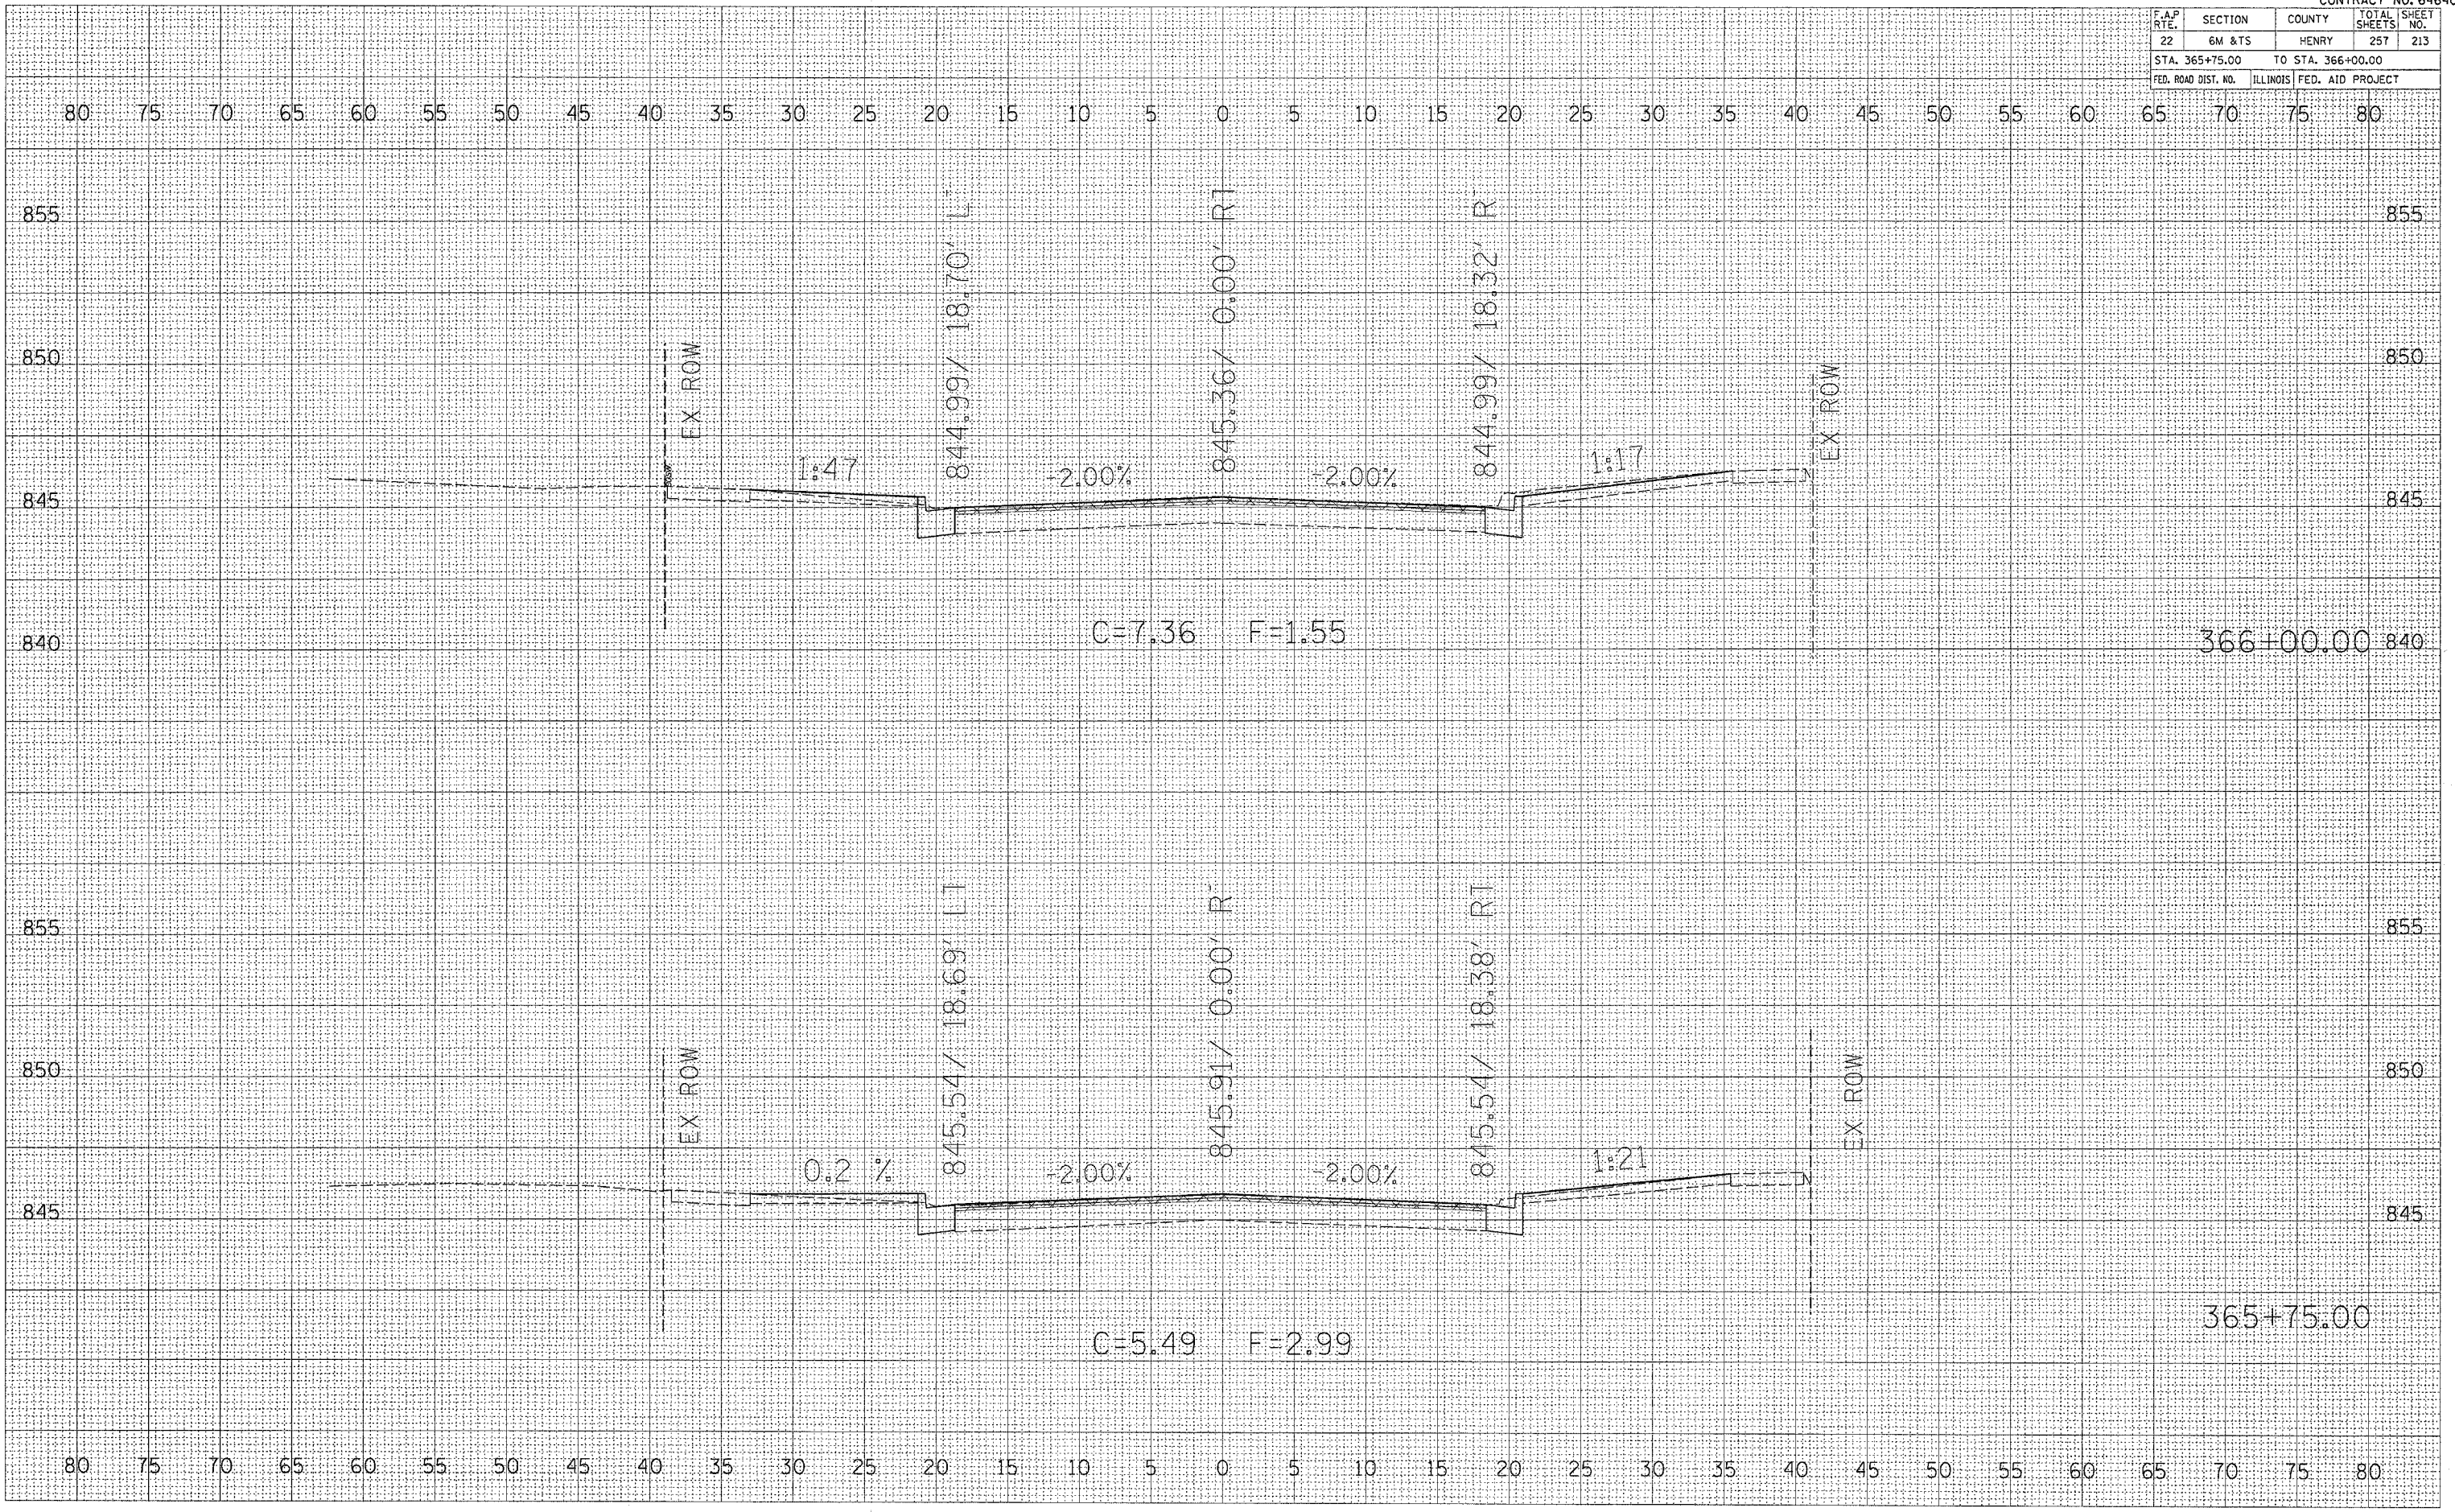 F.A.P RTE. SECTION COUNTY TOTAL SHEETS SHEET NO.
22 6M &TS HENRY 257 213
STA. 365+75.00 TO STA. 366+00.00
FED. ROAD DIST. NO. ILLINOIS FED. AID PROJECT
80 75 70 65 60 55 50 45 40 35 30 25 20 15 10 5 0 5 10 15 20 25 30 35 40 45 50 55 60 65 70 75 80
855 855
844.99/ 18.70' LT
845.36/ 0.00' RT
844.99/ 18.32' R
850 850
EX ROW
EX ROW
1:47 -2.00% -2.00% 1:17
845 845
C=7.36 F=1.55
840 366+00.00 840
855 855
845.54/ 18.69' LT
845.91/ 0.00' R
845.54/ 18.38' RT
850 850
EX ROW
EX ROW
0.2 % -2.00% -2.00% 1:21
845 845
365+75.00
C=5.49 F=2.99
80 75 70 65 60 55 50 45 40 35 30 25 20 15 10 5 0 5 10 15 20 25 30 35 40 45 50 55 60 65 70 75 80